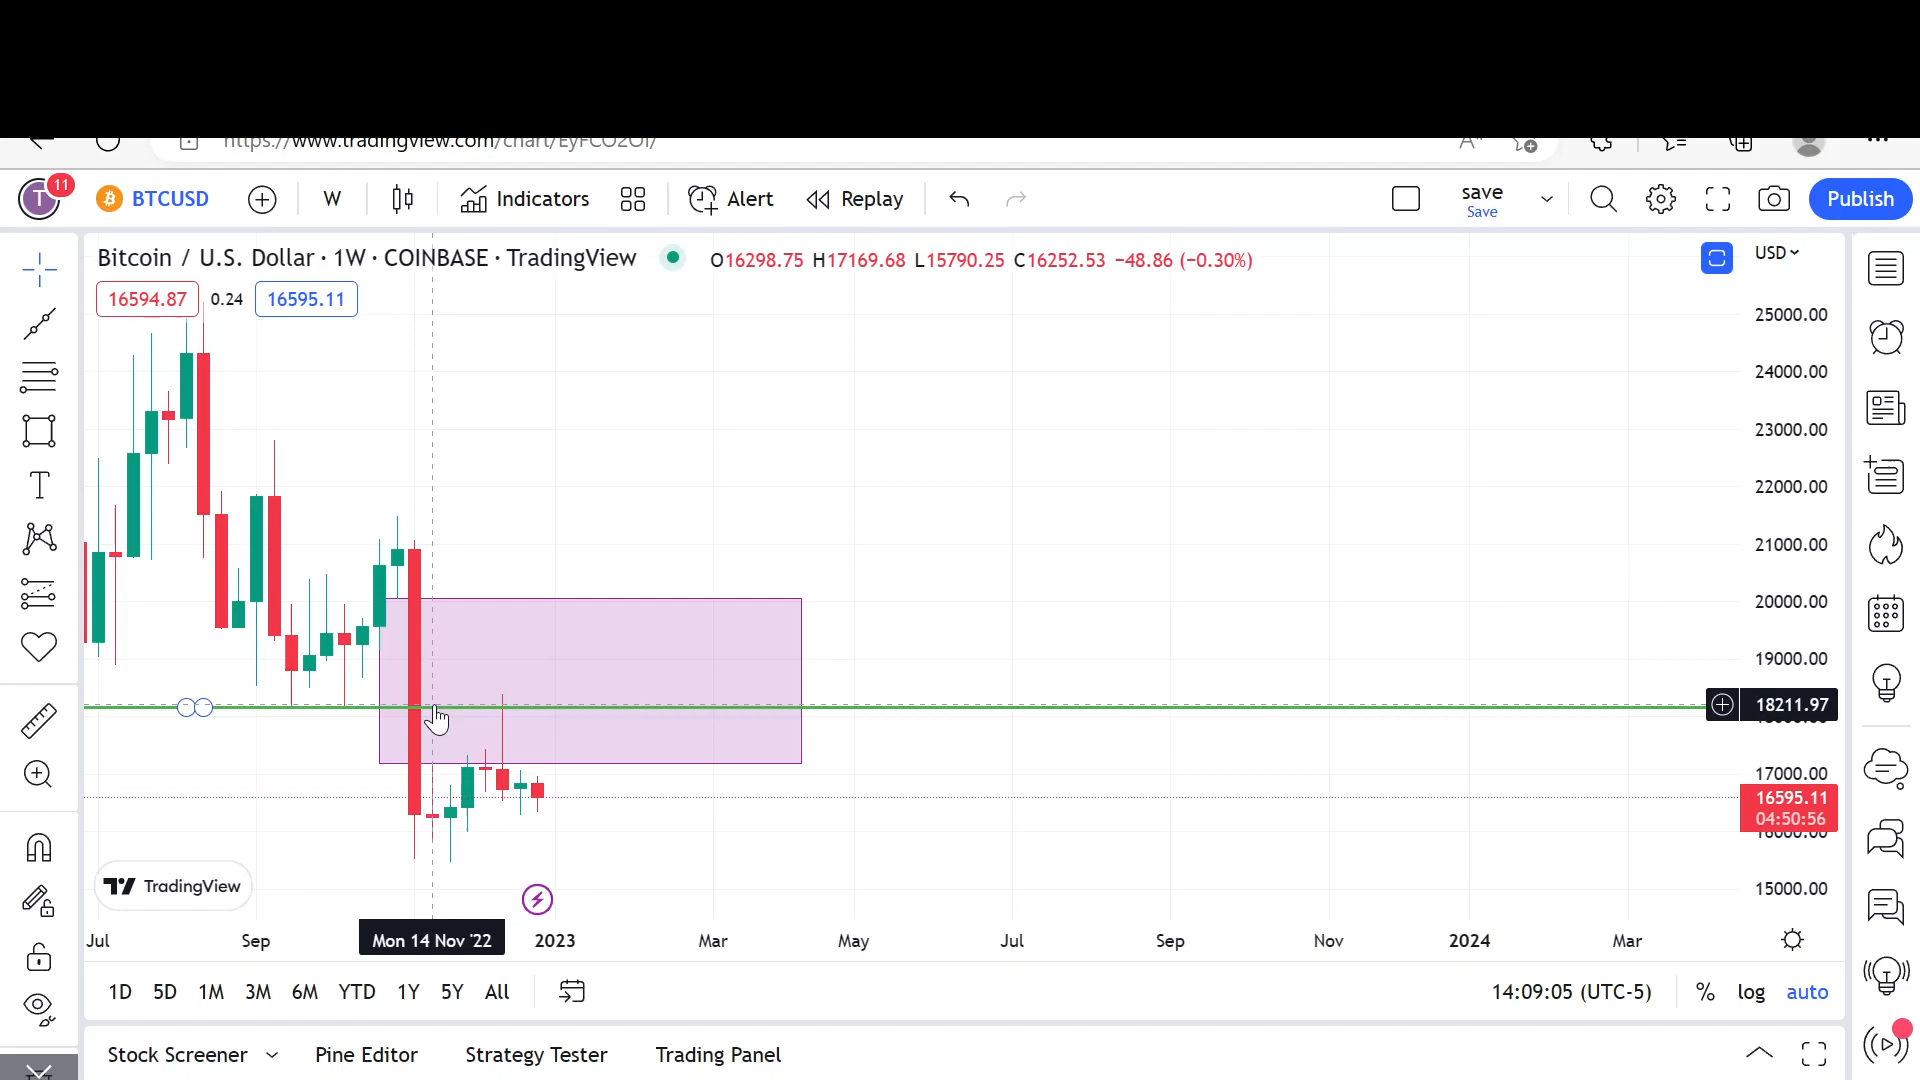 https://www.tradingview.com/chart/EyFCO2OI/
T 11 BTCUSD W Indicators Alert Replay save Save Publish
Bitcoin / U.S. Dollar · 1W · COINBASE · TradingView O16298.75 H17169.68 L15790.25 C16252.53 −48.86 (−0.30%) USD
16594.87 0.24 16595.11
25000.00
24000.00
23000.00
22000.00
21000.00
20000.00
19000.00
18211.97
17000.00
16595.11
04:50:56
16000.00
15000.00
TradingView
Jul Sep Mon 14 Nov '22 2023 Mar May Jul Sep Nov 2024 Mar
1D 5D 1M 3M 6M YTD 1Y 5Y All 14:09:05 (UTC-5) % log auto
Stock Screener Pine Editor Strategy Tester Trading Panel